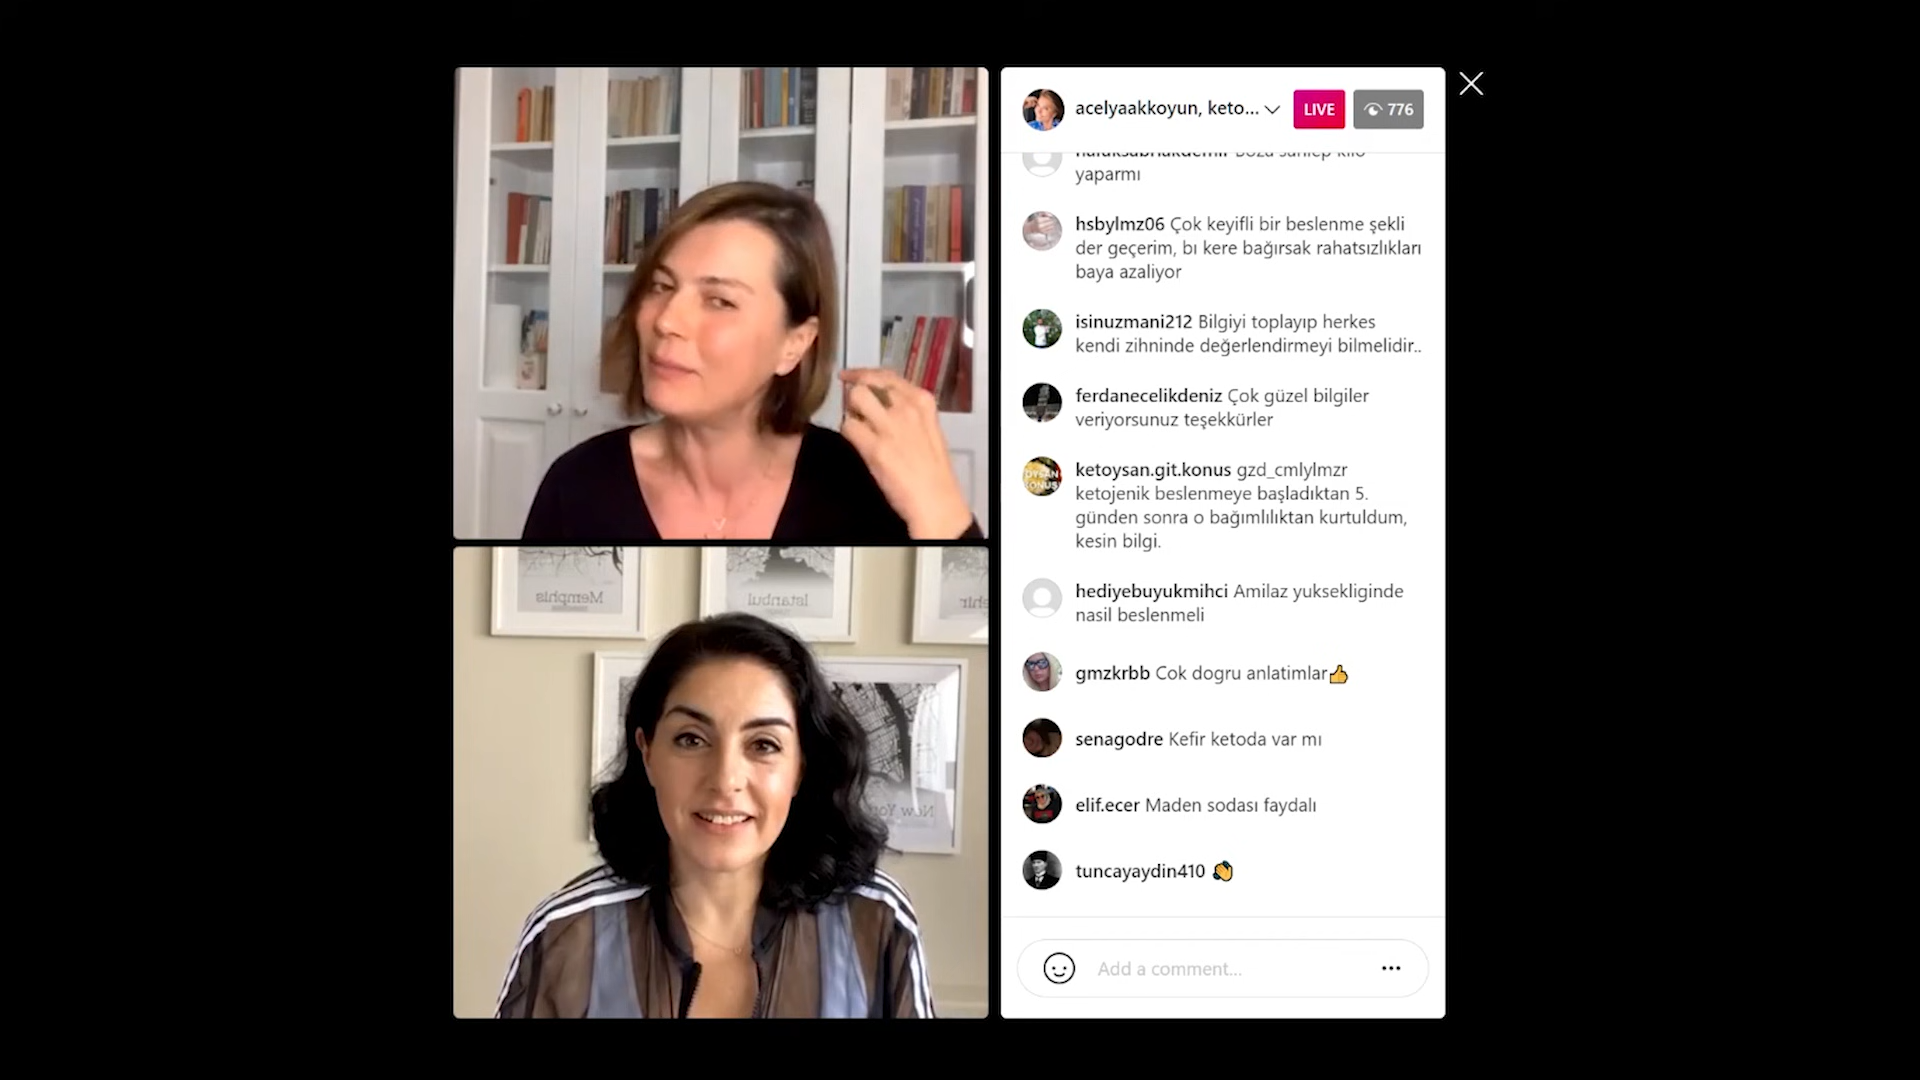 acelyaakkoyun, keto...
LIVE
776
yaparmı
hsbylmz06 Çok keyifli bir beslenme şekli
der geçerim, bı kere bağırsak rahatsızlıkları
baya azaliyor
isinuzmani212 Bilgiyi toplayıp herkes
kendi zihninde değerlendirmeyi bilmelidir..
ferdanecelikdeniz Çok güzel bilgiler
veriyorsunuz teşekkürler
ketoysan.git.konus gzd_cmlylmzr
ketojenik beslenmeye başladıktan 5.
günden sonra o bağımlılıktan kurtuldum,
kesin bilgi.
hediyebuyukmihci Amilaz yuksekliginde
nasil beslenmeli
gmzkrbb Cok dogru anlatimlar👍
senagodre Kefir ketoda var mı
elif.ecer Maden sodası faydalı
tuncayaydin410 👏
Add a comment...
Memphis
Istanbul
New York